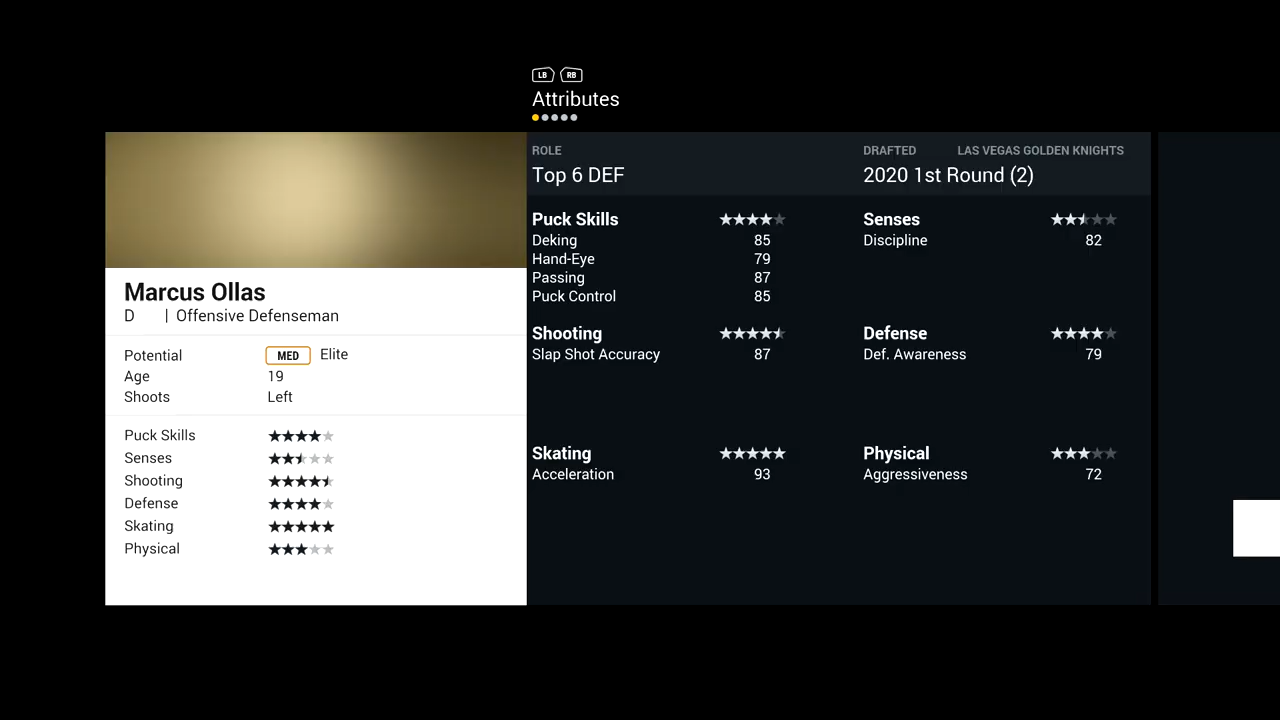 LB RB
Attributes
ROLE
Top 6 DEF
DRAFTED LAS VEGAS GOLDEN KNIGHTS
2020 1st Round (2)
Marcus Ollas
D | Offensive Defenseman
Potential MED Elite
Age 19
Shoots Left
Puck Skills ★★★★★
Senses ★★★★★
Shooting ★★★★★
Defense ★★★★★
Skating ★★★★★
Physical ★★★★★
Puck Skills ★★★★★
Deking 85
Hand-Eye 79
Passing 87
Puck Control 85
Senses ★★★★★
Discipline 82
Shooting ★★★★★
Slap Shot Accuracy 87
Defense ★★★★★
Def. Awareness 79
Skating ★★★★★
Acceleration 93
Physical ★★★★★
Aggressiveness 72